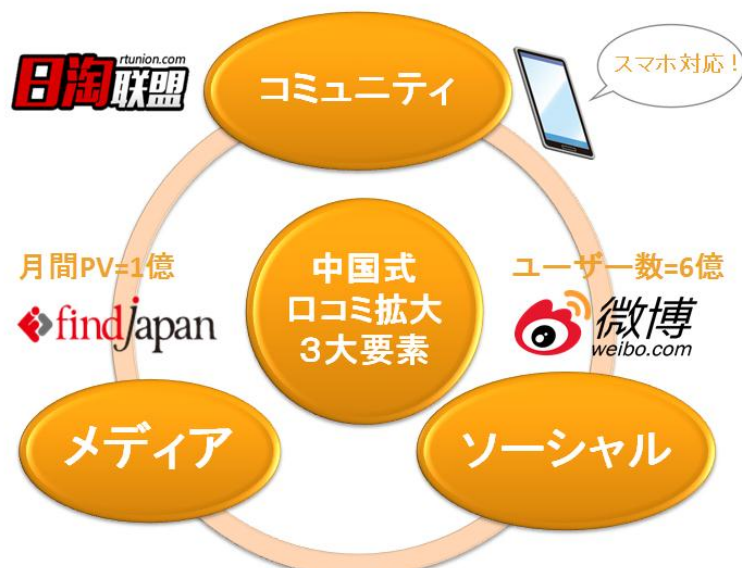 rtunion.com
日淘联盟
コミュニティ
スマホ対応！
月間PV=1億
findjapan
中国式
口コミ拡大
３大要素
ユーザー数=6億
微博
weibo.com
メディア
ソーシャル